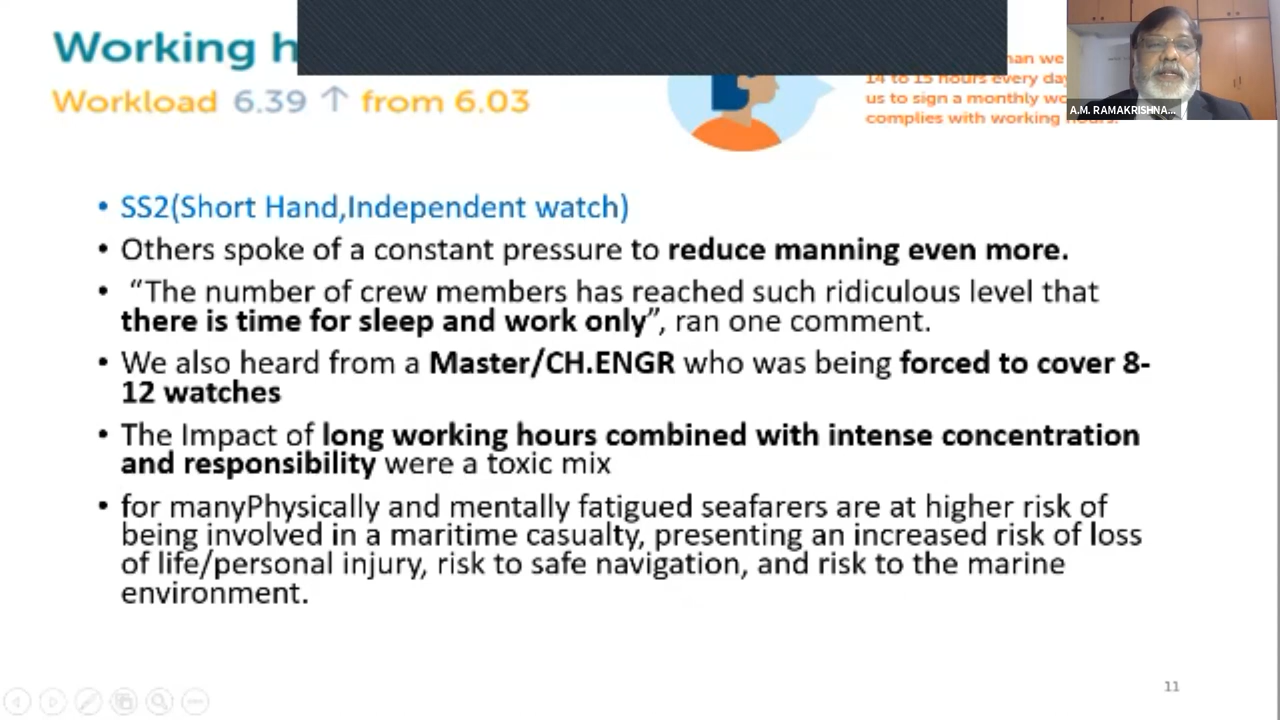 Working h
Workload 6.39 ↑ from 6.03
han we
14 to 15 hours every day
us to sign a monthly wo
complies with working hours.
A.M. RAMAKRISHNA...
• SS2(Short Hand,Independent watch)
• Others spoke of a constant pressure to reduce manning even more.
• “The number of crew members has reached such ridiculous level that
there is time for sleep and work only”, ran one comment.
• We also heard from a Master/CH.ENGR who was being forced to cover 8-
12 watches
• The Impact of long working hours combined with intense concentration
and responsibility were a toxic mix
• for manyPhysically and mentally fatigued seafarers are at higher risk of
being involved in a maritime casualty, presenting an increased risk of loss
of life/personal injury, risk to safe navigation, and risk to the marine
environment.
11